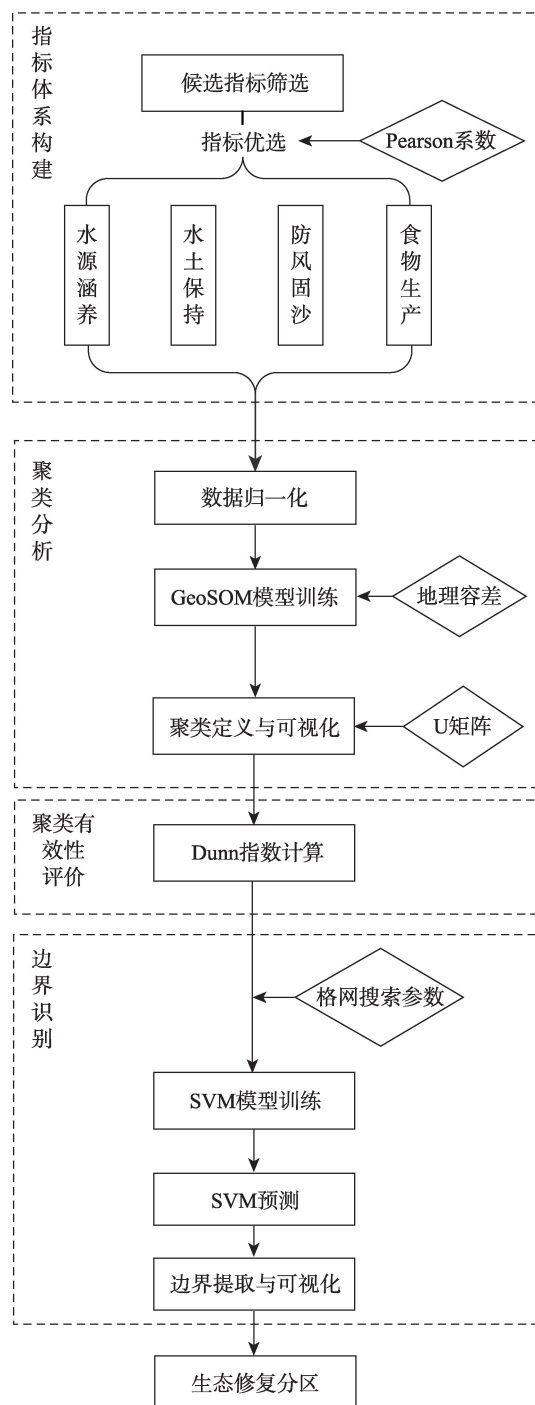 指标体系构建
候选指标筛选
指标优选
Pearson系数
水源涵养
水土保持
防风固沙
食物生产
聚类分析
数据归一化
GeoSOM模型训练
地理容差
聚类定义与可视化
U矩阵
聚类有
效性
评价
Dunn指数计算
边界识别
格网搜索参数
SVM模型训练
SVM预测
边界提取与可视化
生态修复分区